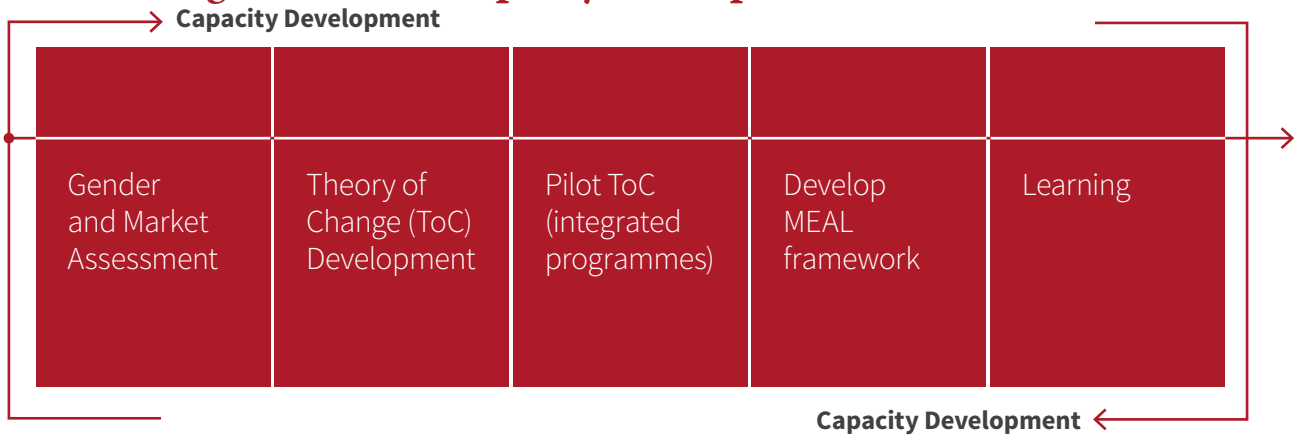 Capacity Development
Gender
and Market
Assessment
Theory of
Change (ToC)
Development
Pilot ToC
(integrated
programmes)
Develop
MEAL
framework
Learning
Capacity Development